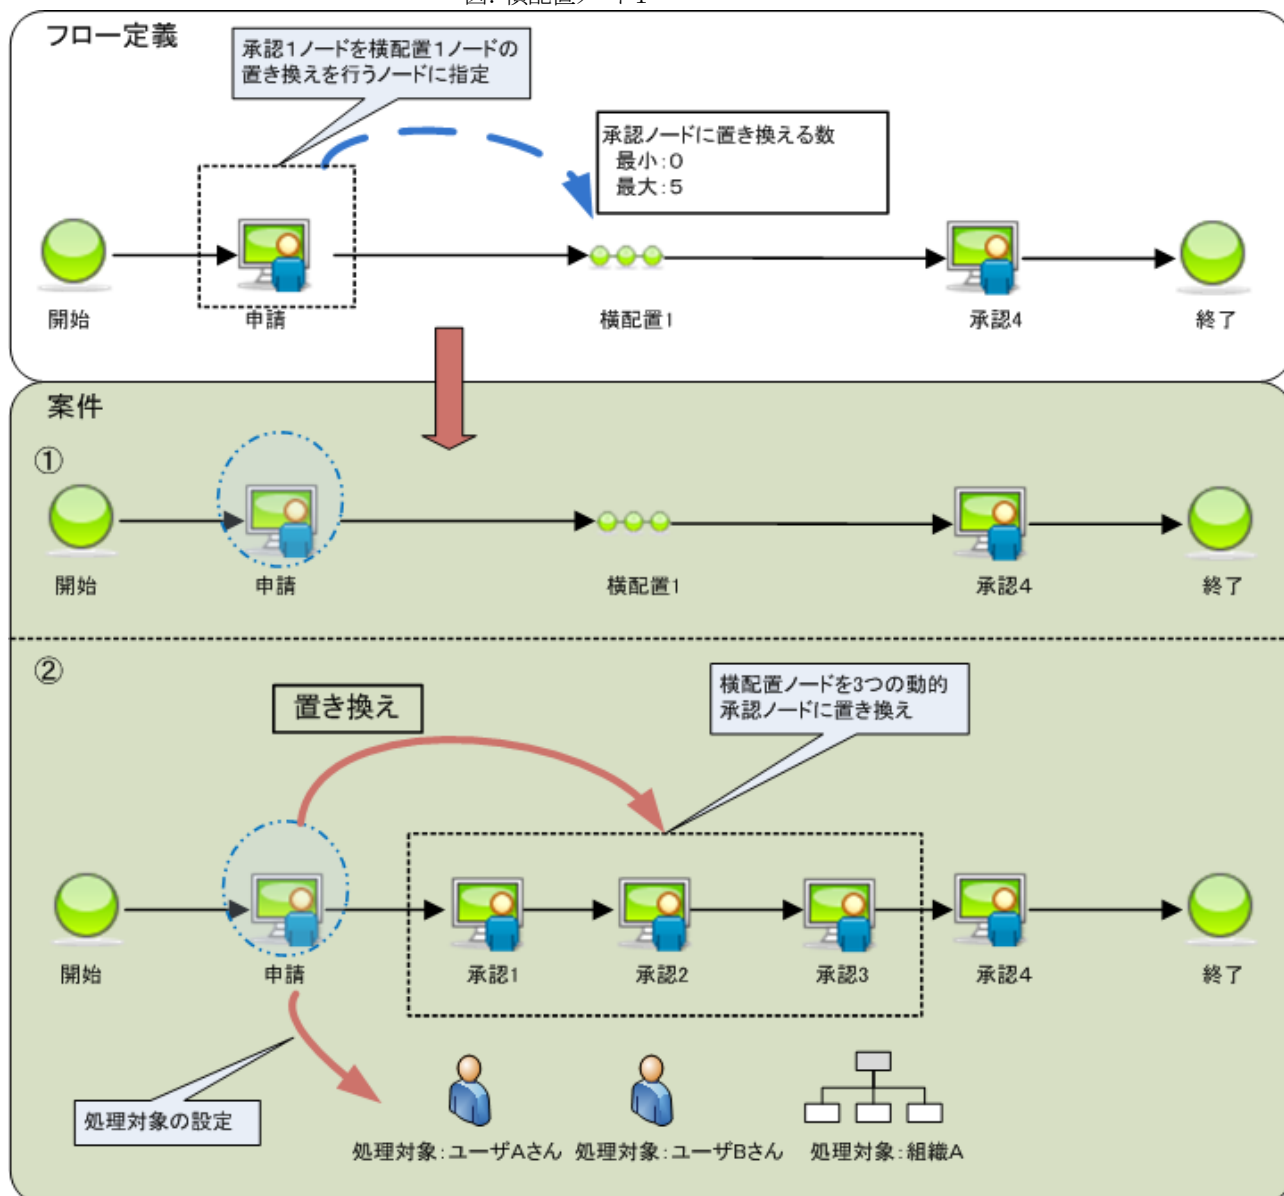 フロー定義
承認1ノードを横配置1ノードの
置き換えを行うノードに指定
承認ノードに置き換える数
最小:0
最大:5
開始
申請
横配置1
承認4
終了
案件
①
開始
申請
横配置1
承認4
終了
②
置き換え
横配置ノードを3つの動的
承認ノードに置き換え
開始
申請
承認1
承認2
承認3
承認4
終了
処理対象の設定
処理対象:ユーザAさん
処理対象:ユーザBさん
処理対象:組織A